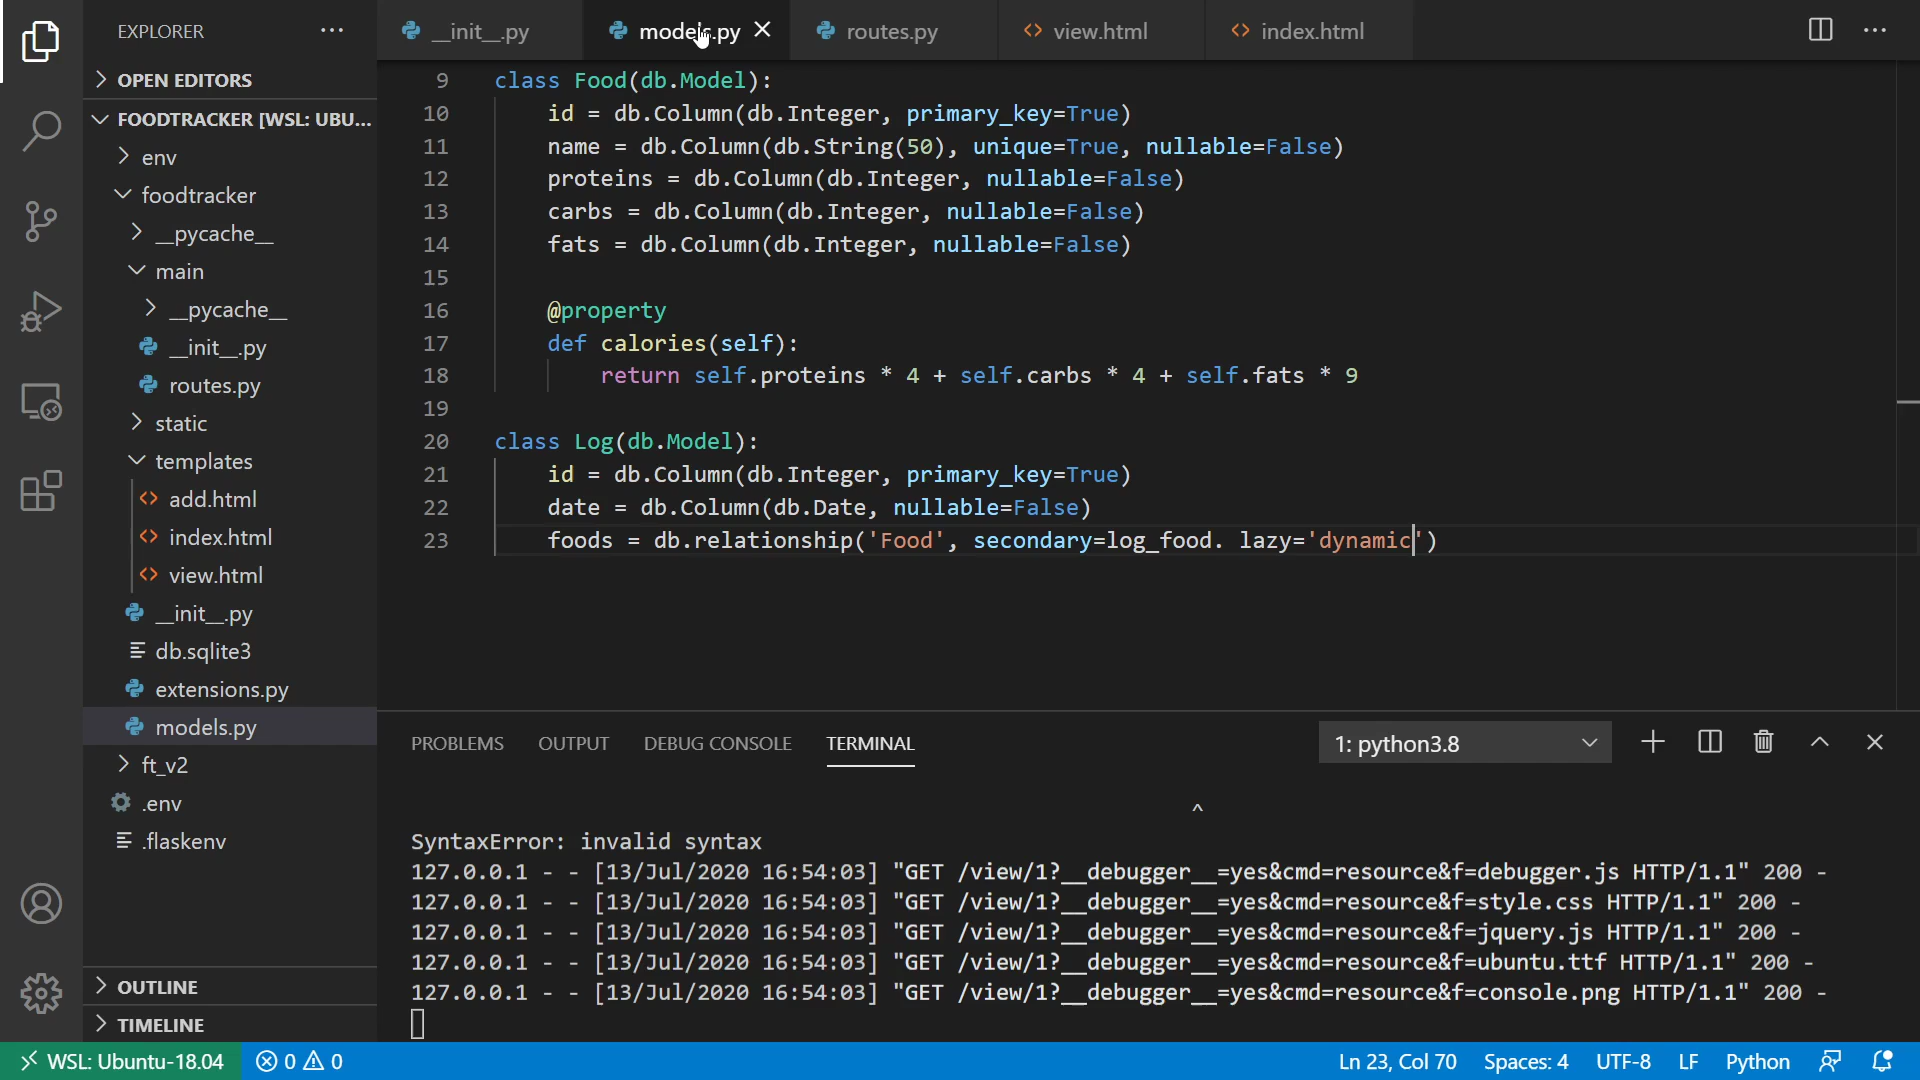 EXPLORER
OPEN EDITORS
FOODTRACKER [WSL: UBU...
env
foodtracker
__pycache__
main
__pycache__
__init__.py
routes.py
static
templates
add.html
index.html
view.html
__init__.py
db.sqlite3
extensions.py
models.py
ft_v2
.env
.flaskenv
OUTLINE
TIMELINE
__init__.py
models.py
routes.py
view.html
index.html
9 class Food(db.Model):
10 id = db.Column(db.Integer, primary_key=True)
11 name = db.Column(db.String(50), unique=True, nullable=False)
12 proteins = db.Column(db.Integer, nullable=False)
13 carbs = db.Column(db.Integer, nullable=False)
14 fats = db.Column(db.Integer, nullable=False)
15
16 @property
17 def calories(self):
18 return self.proteins * 4 + self.carbs * 4 + self.fats * 9
19
20 class Log(db.Model):
21 id = db.Column(db.Integer, primary_key=True)
22 date = db.Column(db.Date, nullable=False)
23 foods = db.relationship('Food', secondary=log_food. lazy='dynamic')
PROBLEMS OUTPUT DEBUG CONSOLE TERMINAL
1: python3.8
^
SyntaxError: invalid syntax
127.0.0.1 - - [13/Jul/2020 16:54:03] "GET /view/1?__debugger__=yes&cmd=resource&f=debugger.js HTTP/1.1" 200 -
127.0.0.1 - - [13/Jul/2020 16:54:03] "GET /view/1?__debugger__=yes&cmd=resource&f=style.css HTTP/1.1" 200 -
127.0.0.1 - - [13/Jul/2020 16:54:03] "GET /view/1?__debugger__=yes&cmd=resource&f=jquery.js HTTP/1.1" 200 -
127.0.0.1 - - [13/Jul/2020 16:54:03] "GET /view/1?__debugger__=yes&cmd=resource&f=ubuntu.ttf HTTP/1.1" 200 -
127.0.0.1 - - [13/Jul/2020 16:54:03] "GET /view/1?__debugger__=yes&cmd=resource&f=console.png HTTP/1.1" 200 -
WSL: Ubuntu-18.04 0 0 Ln 23, Col 70 Spaces: 4 UTF-8 LF Python